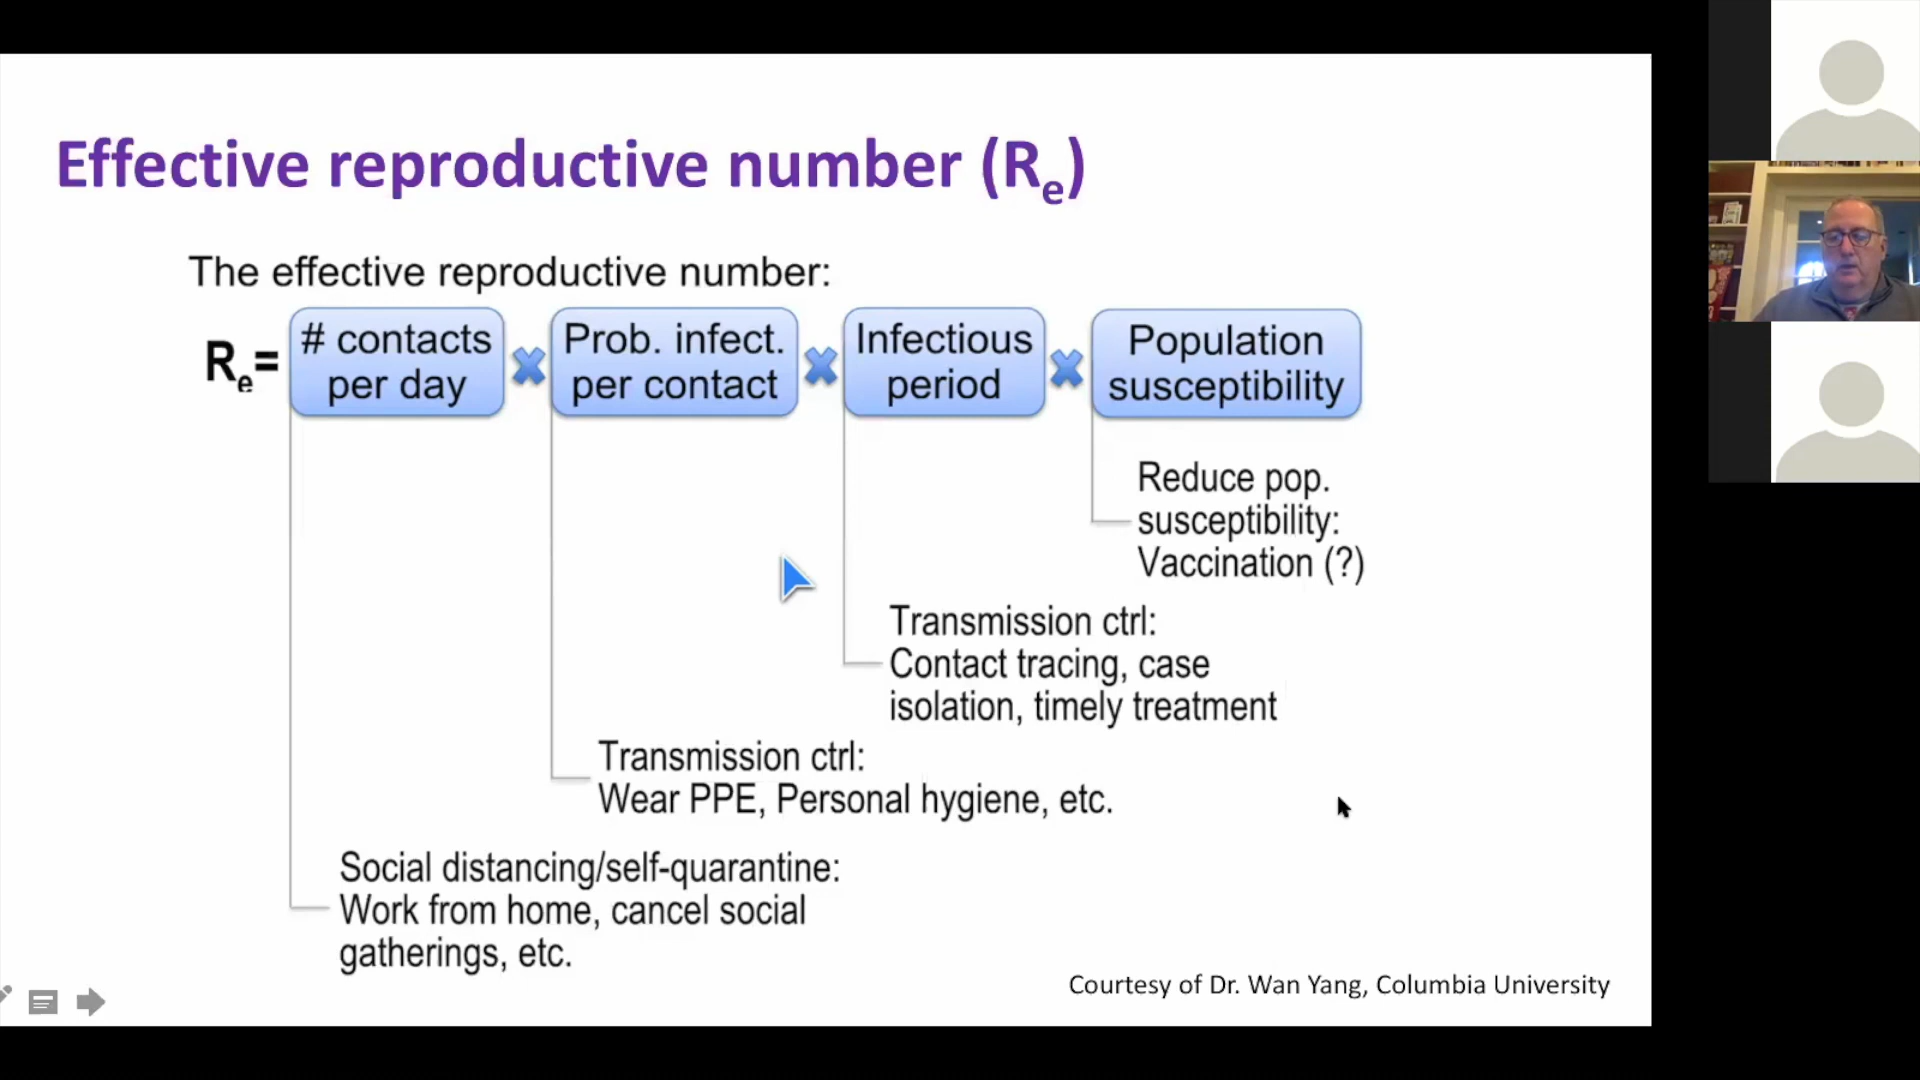 Effective reproductive number (Re)
The effective reproductive number:
Re= # contacts per day × Prob. infect. per contact × Infectious period × Population susceptibility
Reduce pop.
susceptibility:
Vaccination (?)
Transmission ctrl:
Contact tracing, case
isolation, timely treatment
Transmission ctrl:
Wear PPE, Personal hygiene, etc.
Social distancing/self-quarantine:
Work from home, cancel social
gatherings, etc.
Courtesy of Dr. Wan Yang, Columbia University